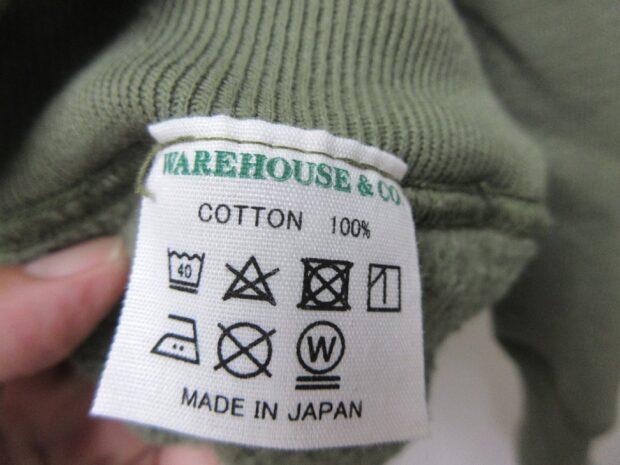 WAREHOUSE & CO.
COTTON 100%
40
W
MADE IN JAPAN